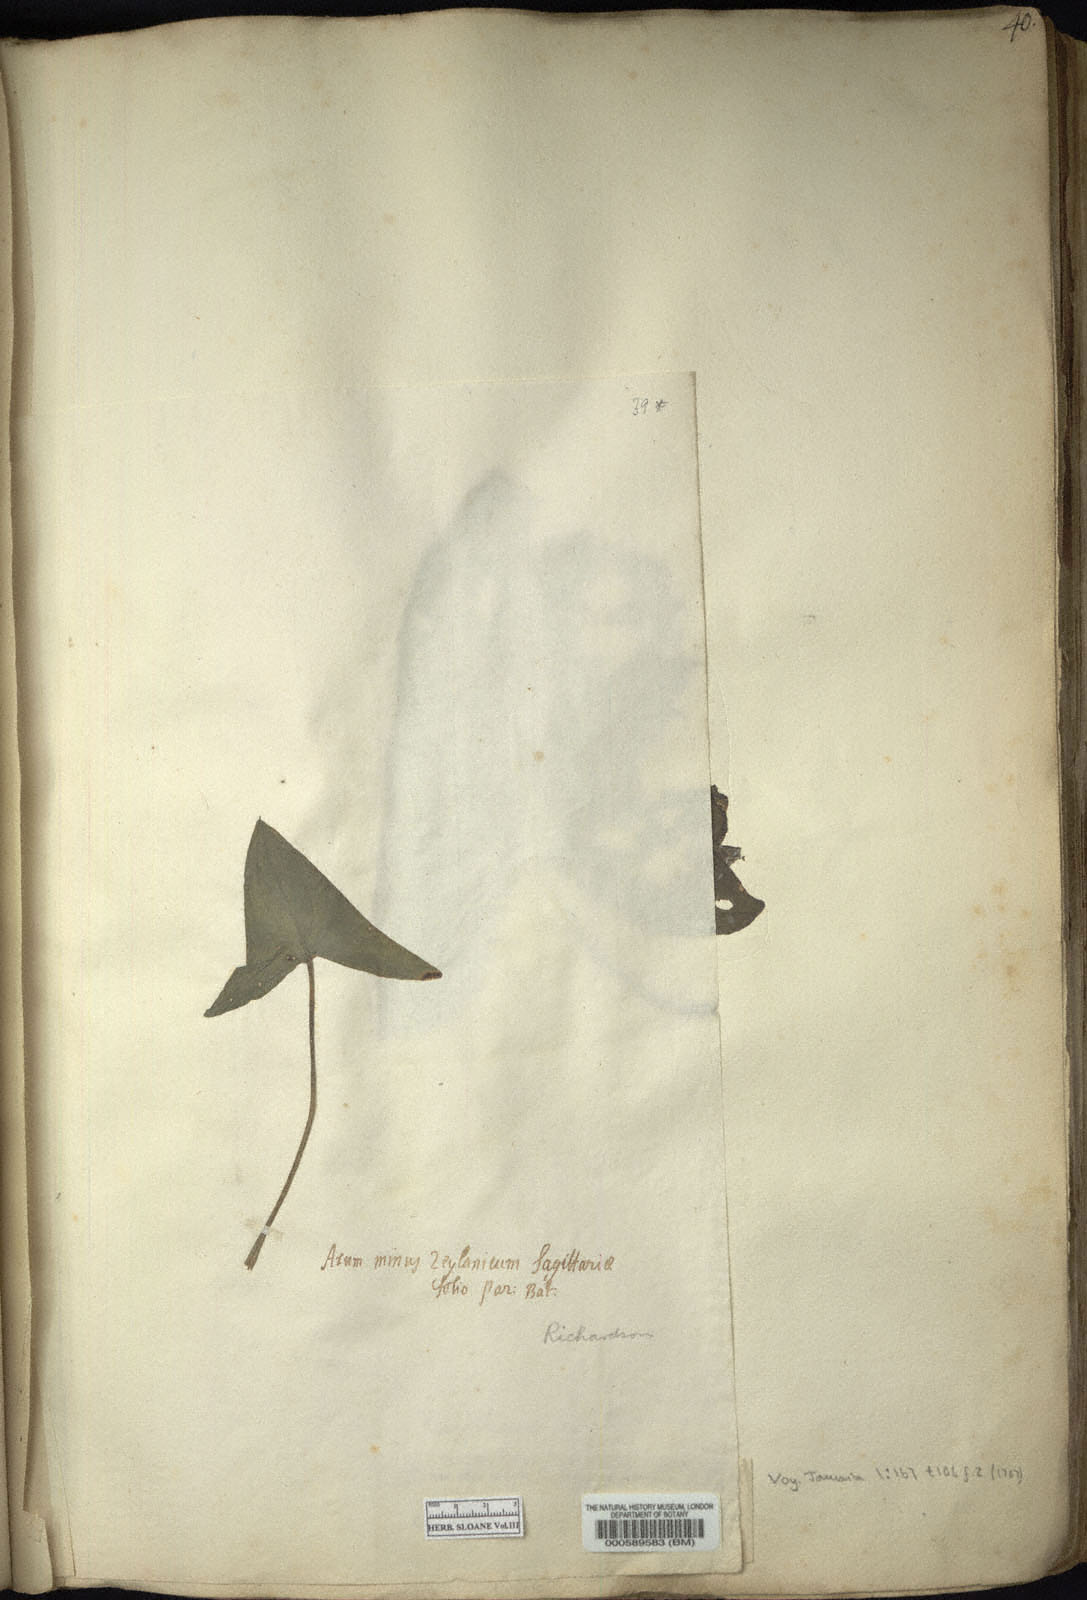 40.
39 *
Arum minus Zeylanicum Sagittariæ
folio par: Bat:
Richardson
Voy. Jamaica 1:167 t.106 f.2 (1707)
HERB. SLOANE Vol.III
THE NATURAL HISTORY MUSEUM, LONDON
DEPARTMENT OF BOTANY
000589583 (BM)